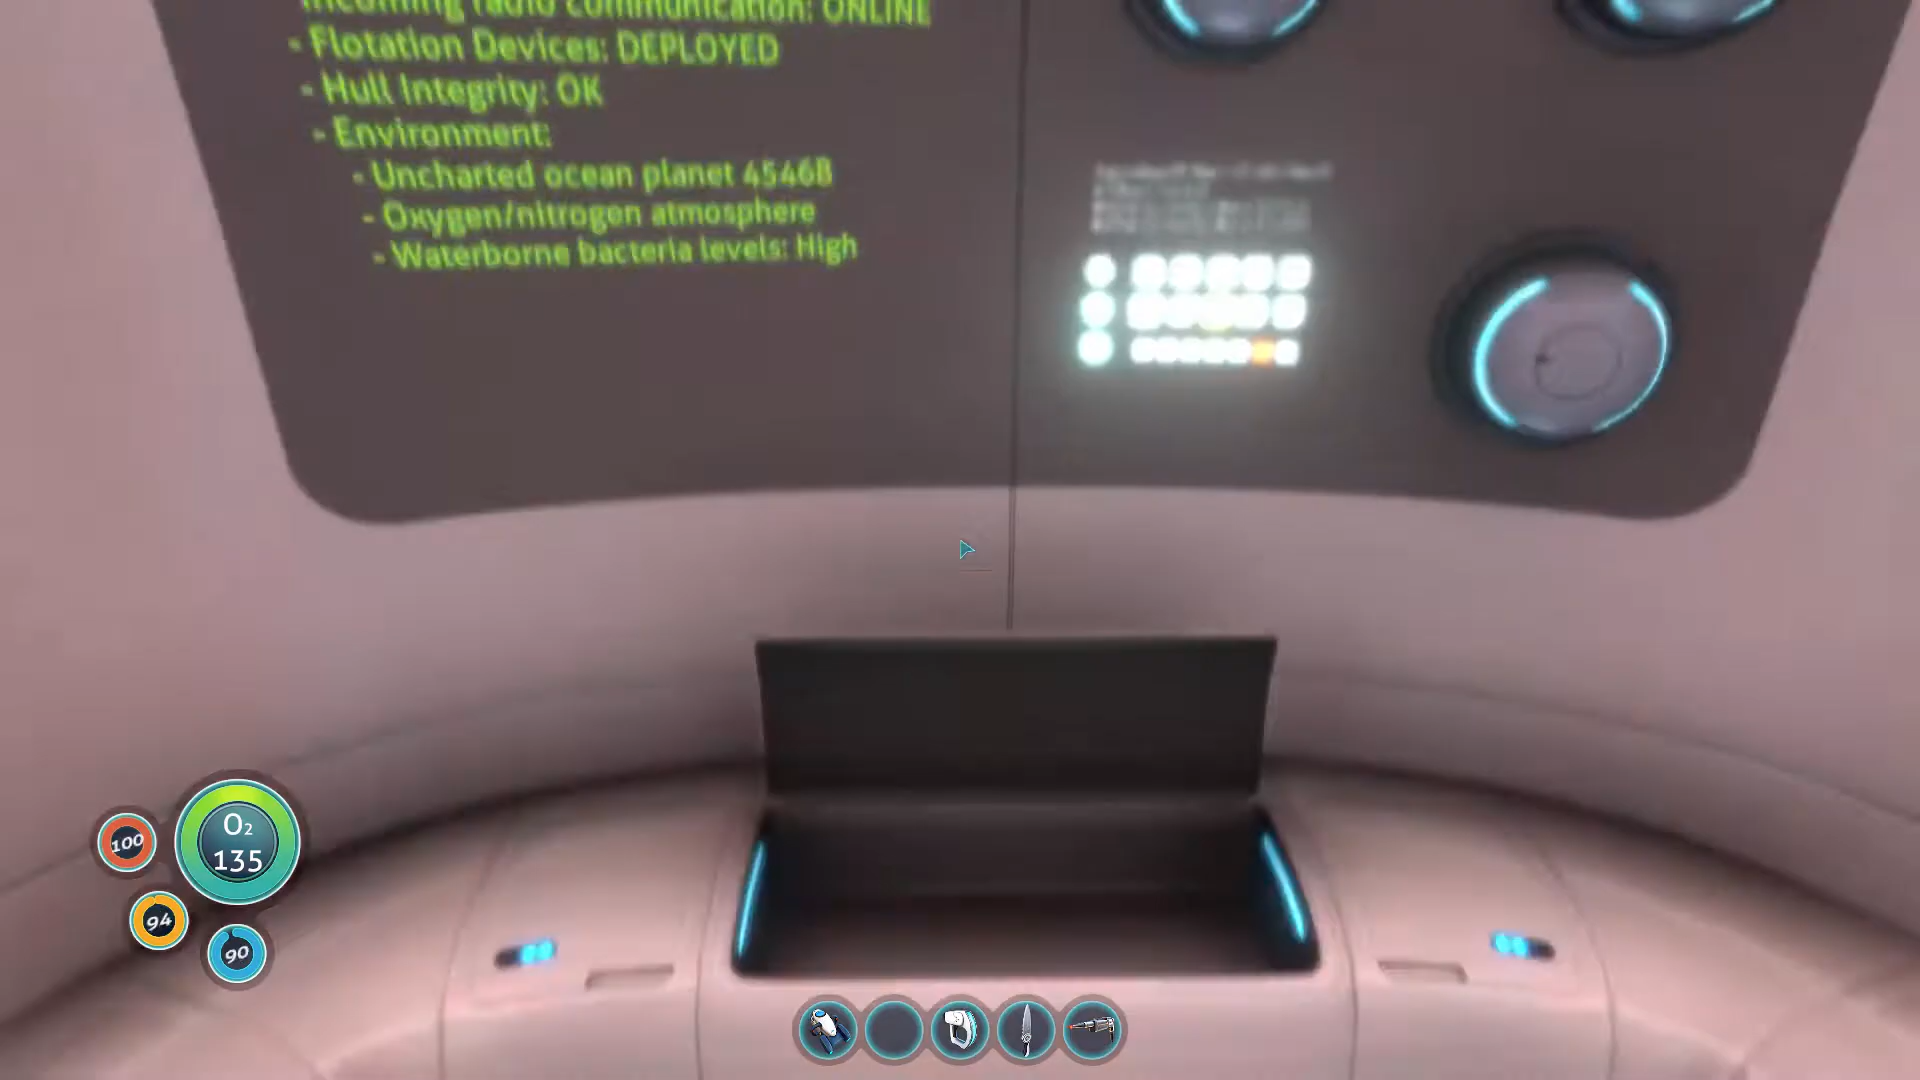 Incoming radio communication: ONLINE
- Flotation Devices: DEPLOYED
- Hull Integrity: OK
- Environment:
- Uncharted ocean planet 4546B
- Oxygen/nitrogen atmosphere
- Waterborne bacteria levels: High
100
O₂
135
94
90